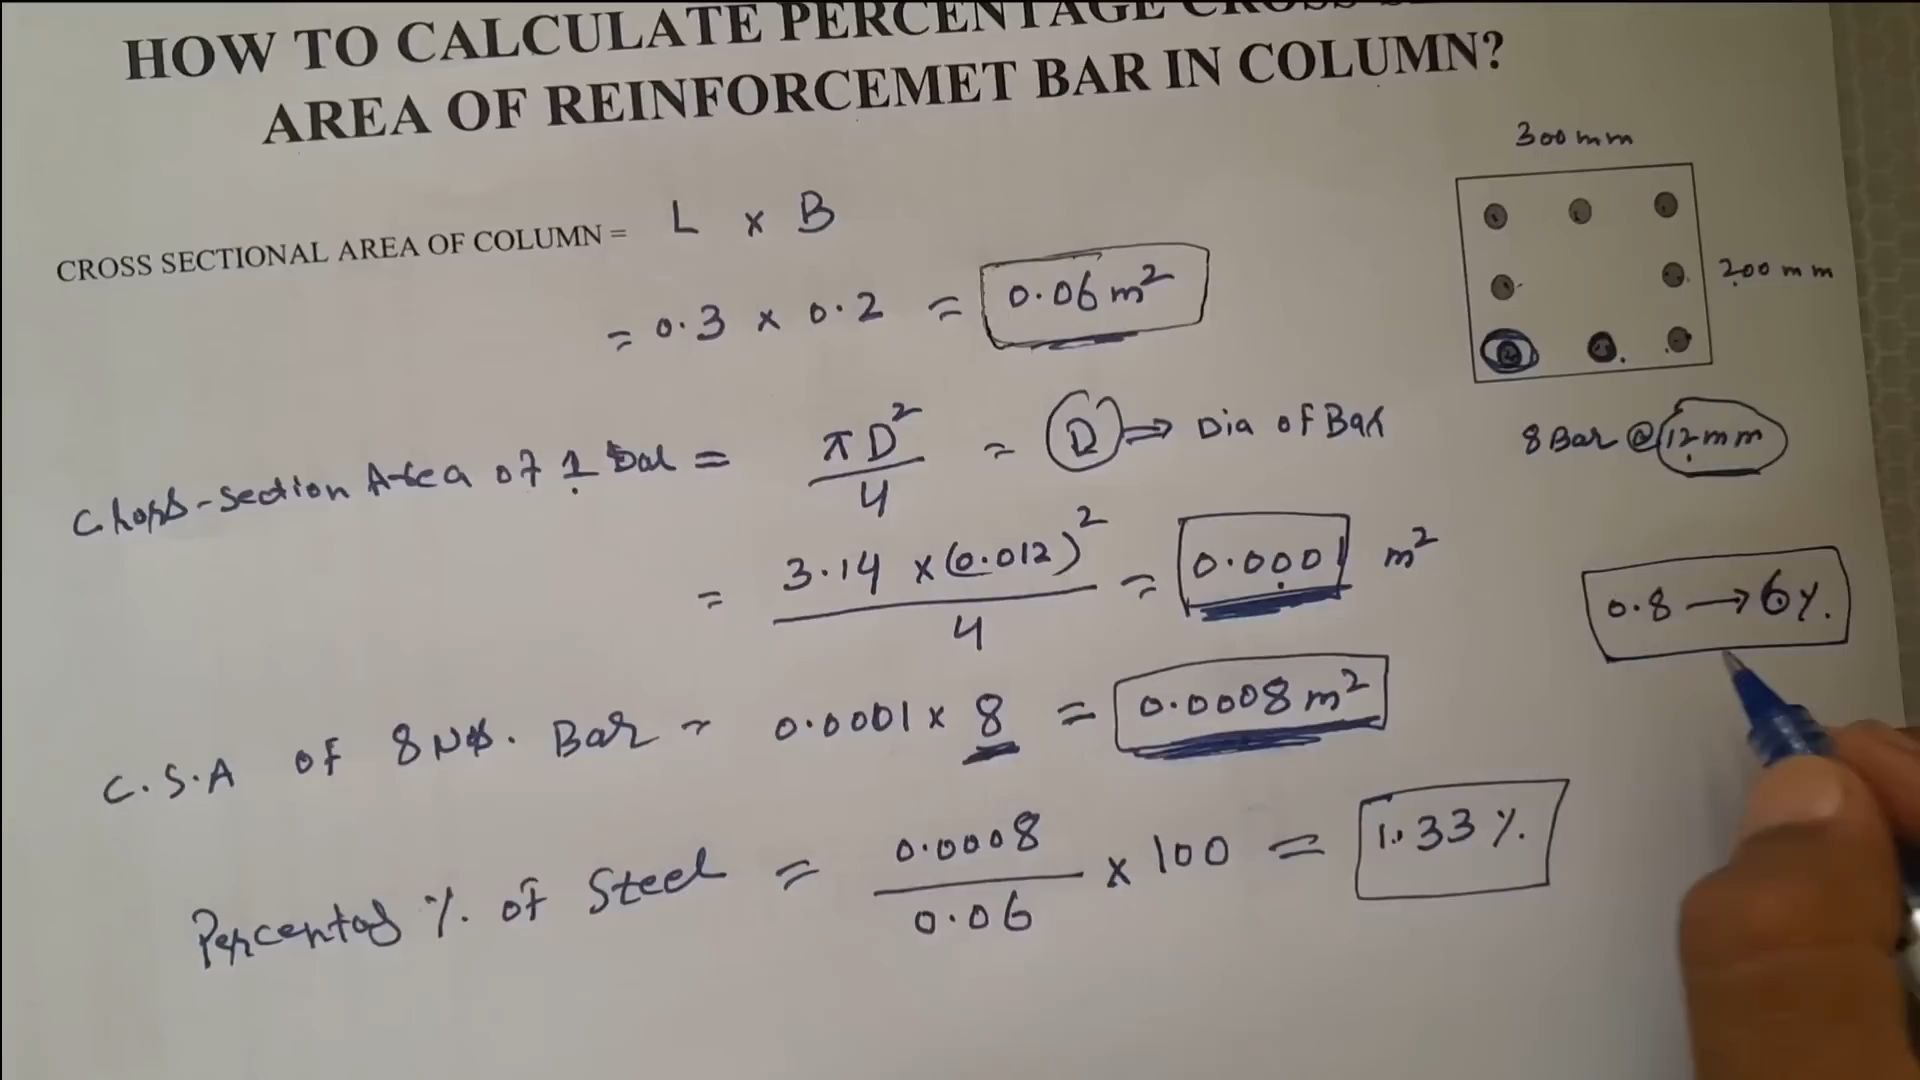 HOW TO CALCULATE PERCENTAGE CROSS
AREA OF REINFORCEMET BAR IN COLUMN?
300 mm
200 mm
8 Bar @ 12mm
CROSS SECTIONAL AREA OF COLUMN = L x B
= 0.3 x 0.2 = 0.06 m²
Cross-section Area of 1 Bar = πD²/4 = D ⇒ Dia of Bar
= 3.14 x (0.012)²/4 = 0.0001 m²
0.8 → 6%.
C.S.A of 8 Nos. Bar = 0.0001 x 8 = 0.0008 m²
Percentag %. of Steel = 0.0008/0.06 x 100 = 1.33 %.